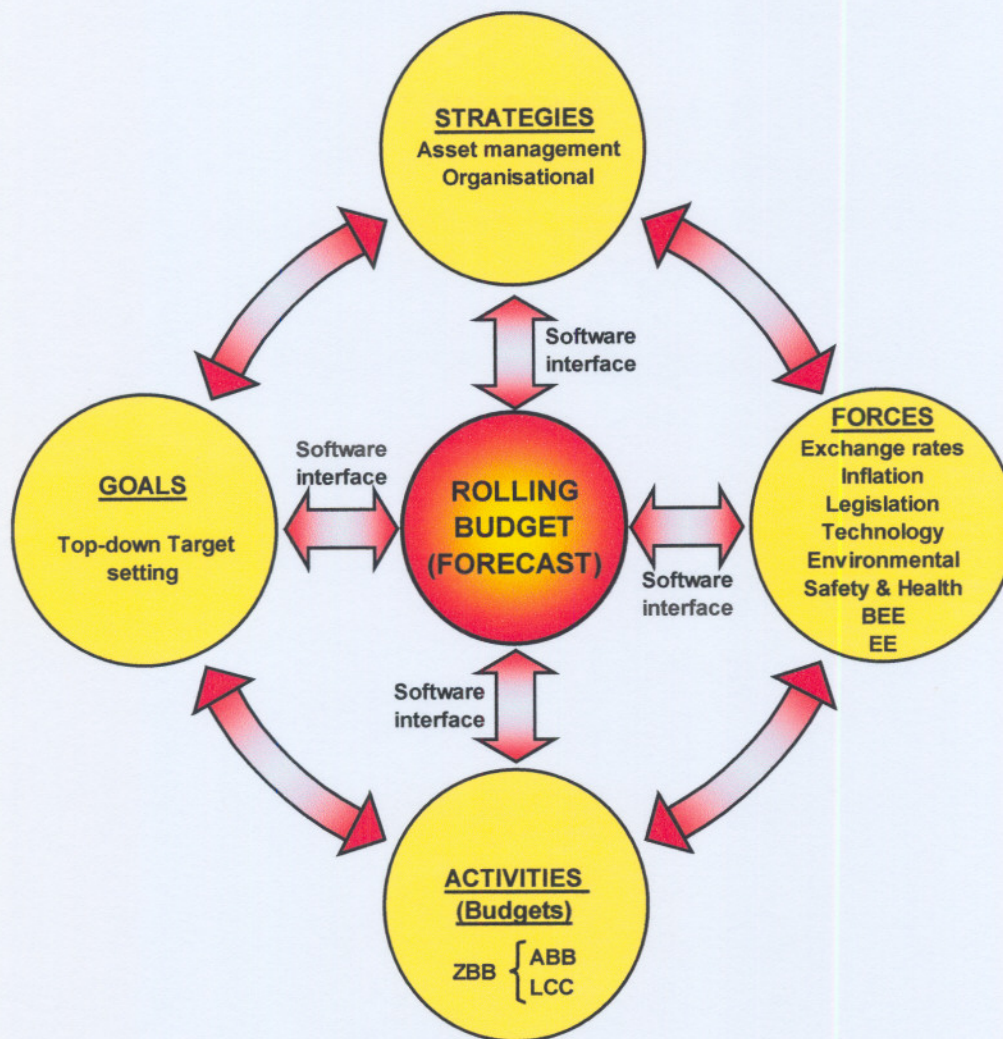 STRATEGIES
Asset management
Organisational
Software
interface
GOALS
Top-down Target
setting
Software
interface
ROLLING
BUDGET
(FORECAST)
Software
interface
FORCES
Exchange rates
Inflation
Legislation
Technology
Environmental
Safety & Health
BEE
EE
Software
interface
ACTIVITIES
(Budgets)
ZBB { ABB
LCC